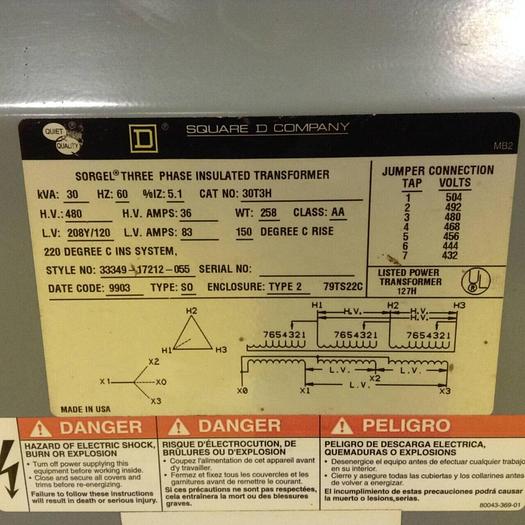 QUIET
QUALITY
D
®
SQUARE D COMPANY
MB2
SORGEL® THREE PHASE INSULATED TRANSFORMER
kVA: 30 HZ: 60 %IZ: 5.1 CAT NO: 30T3H
H.V.: 480 H.V. AMPS: 36 WT: 258 CLASS: AA
L.V: 208Y/120 L.V. AMPS: 83 150 DEGREE C RISE
220 DEGREE C INS SYSTEM,
STYLE NO: 33349-17212-055 SERIAL NO:
DATE CODE: 9903 TYPE: SO ENCLOSURE: TYPE 2 79TS22C
JUMPER CONNECTION
TAP VOLTS
1 504
2 492
3 480
4 468
5 456
6 444
7 432
LISTED POWER
TRANSFORMER
127H
UL
H2
H1 H3
X2
X1 X0
X3
H1 H2 H3
H.V. H.V.
H.V.
7654321 7654321 7654321
L.V. L.V.
X2
L.V.
X0 X1 X3
MADE IN USA
DANGER
HAZARD OF ELECTRIC SHOCK,
BURN OR EXPLOSION
• Turn off power supplying this
equipment before working inside.
• Close and secure all covers and
trims before re-energizing.
Failure to follow these instructions
will result in death or serious injury.
DANGER
RISQUE D'ÉLECTROCUTION, DE
BRÛLURES OU D'EXPLOSION
• Coupez l'alimentation de cet appareil avant
d'y travailler.
• Fermez et fixez tous les couvercles et les
garnitures avant de remettre le courant.
Si ces précautions ne sont pas respectées,
cela entraînera la mort ou des blessures
graves.
PELIGRO
PELIGRO DE DESCARGA ELECTRICA,
QUEMADURAS O EXPLOSIONS
• Desenergice el equipo antes de efectuar cualquier trabajo
en su interior.
• Cierre y asegure todas las cubiertas y los collarines antes
de volver a energizar.
El incumplimiento de estas precauciones podrá causar
la muerto o lesiones,serias.
80043-369-01